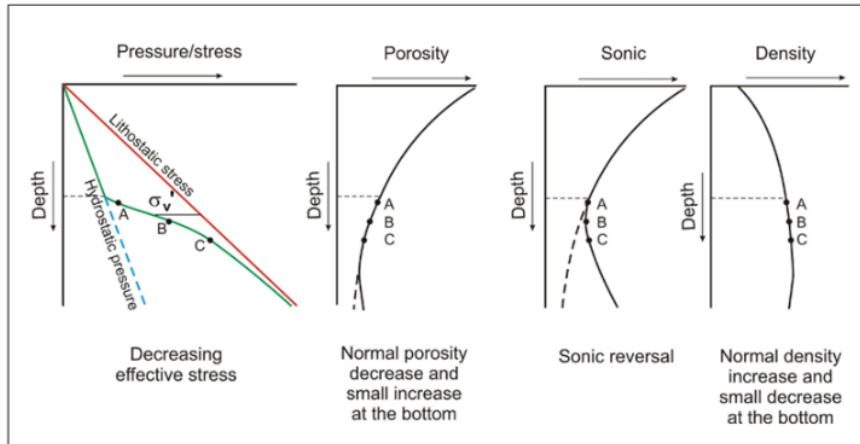 Pressure/stress
Depth
Lithostatic stress
Hydrostatic pressure
σv'
A
B
C
Decreasing
effective stress
Porosity
Depth
A
B
C
Normal porosity
decrease and
small increase
at the bottom
Sonic
Depth
A
B
C
Sonic reversal
Density
Depth
A
B
C
Normal density
increase and
small decrease
at the bottom